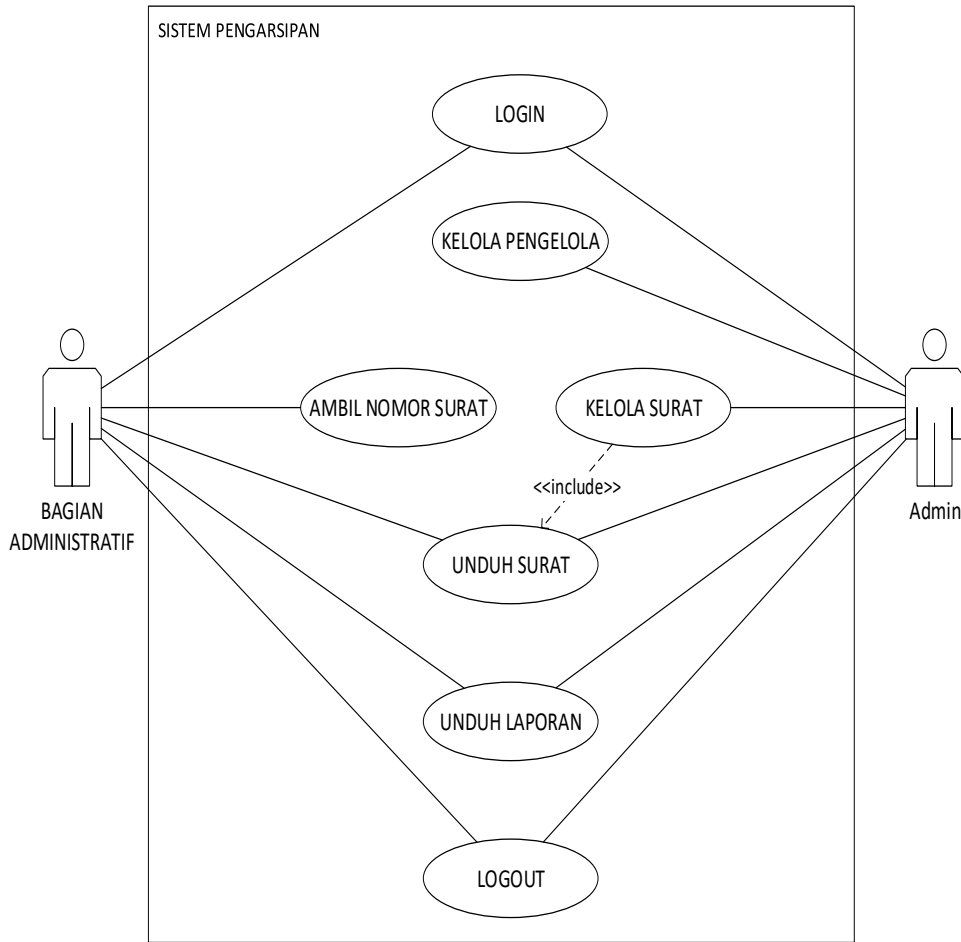 SISTEM PENGARSIPAN
LOGIN
KELOLA PENGELOLA
AMBIL NOMOR SURAT
KELOLA SURAT
<<include>>
BAGIAN
ADMINISTRATIF
Admin
UNDUH SURAT
UNDUH LAPORAN
LOGOUT